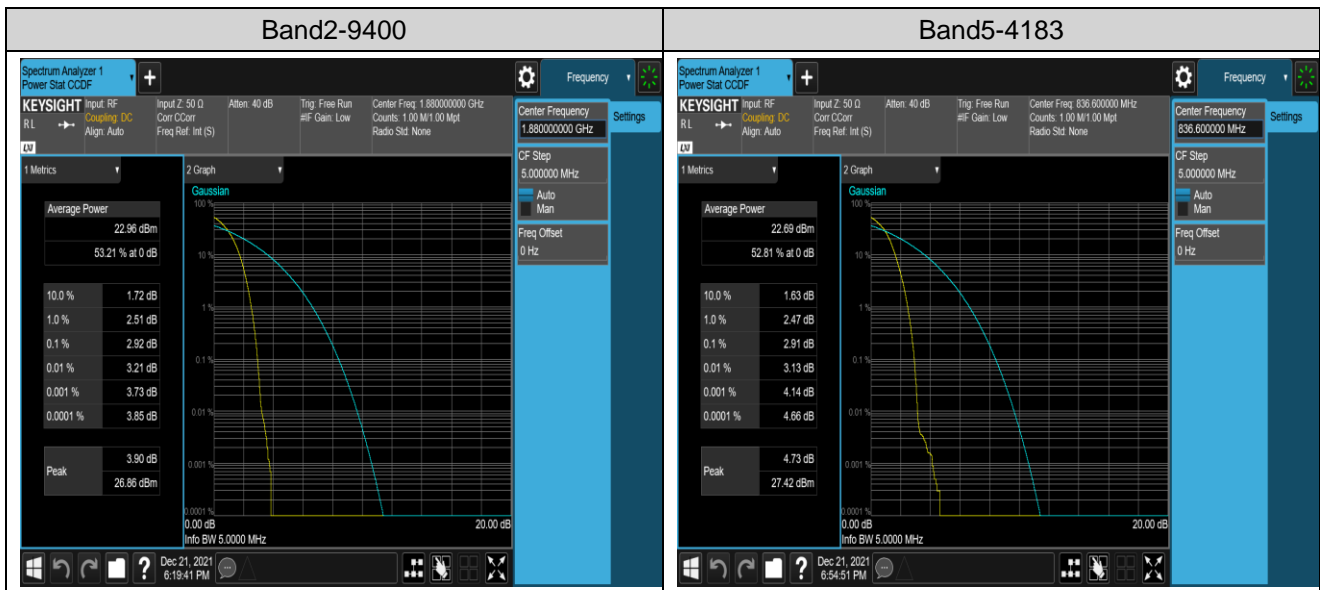 Band2-9400
Spectrum Analyzer 1
Power Stat CCDF
+
Frequency
KEYSIGHT
RL
LXI
Input: RF
Coupling: DC
Align: Auto
Input Z: 50 Ω
Corr CCorr
Freq Ref: Int (S)
Atten: 40 dB
Trig: Free Run
#IF Gain: Low
Center Freq: 1.880000000 GHz
Counts: 1.00 M/1.00 Mpt
Radio Std: None
Center Frequency
1.880000000 GHz
Settings
CF Step
5.000000 MHz
Auto
Man
Freq Offset
0 Hz
1 Metrics
Average Power
22.96 dBm
53.21 % at 0 dB
10.0 % 1.72 dB
1.0 % 2.51 dB
0.1 % 2.92 dB
0.01 % 3.21 dB
0.001 % 3.73 dB
0.0001 % 3.85 dB
Peak
3.90 dB
26.86 dBm
2 Graph
Gaussian
100 %
10 %
1 %
0.1 %
0.01 %
0.001 %
0.0001 %
0.00 dB 20.00 dB
Info BW 5.0000 MHz
?
Dec 21, 2021
6:19:41 PM
Band5-4183
Spectrum Analyzer 1
Power Stat CCDF
+
Frequency
KEYSIGHT
RL
LXI
Input: RF
Coupling: DC
Align: Auto
Input Z: 50 Ω
Corr CCorr
Freq Ref: Int (S)
Atten: 40 dB
Trig: Free Run
#IF Gain: Low
Center Freq: 836.600000 MHz
Counts: 1.00 M/1.00 Mpt
Radio Std: None
Center Frequency
836.600000 MHz
Settings
CF Step
5.000000 MHz
Auto
Man
Freq Offset
0 Hz
1 Metrics
Average Power
22.69 dBm
52.81 % at 0 dB
10.0 % 1.63 dB
1.0 % 2.47 dB
0.1 % 2.91 dB
0.01 % 3.13 dB
0.001 % 4.14 dB
0.0001 % 4.66 dB
Peak
4.73 dB
27.42 dBm
2 Graph
Gaussian
100 %
10 %
1 %
0.1 %
0.01 %
0.001 %
0.0001 %
0.00 dB 20.00 dB
Info BW 5.0000 MHz
?
Dec 21, 2021
6:54:51 PM